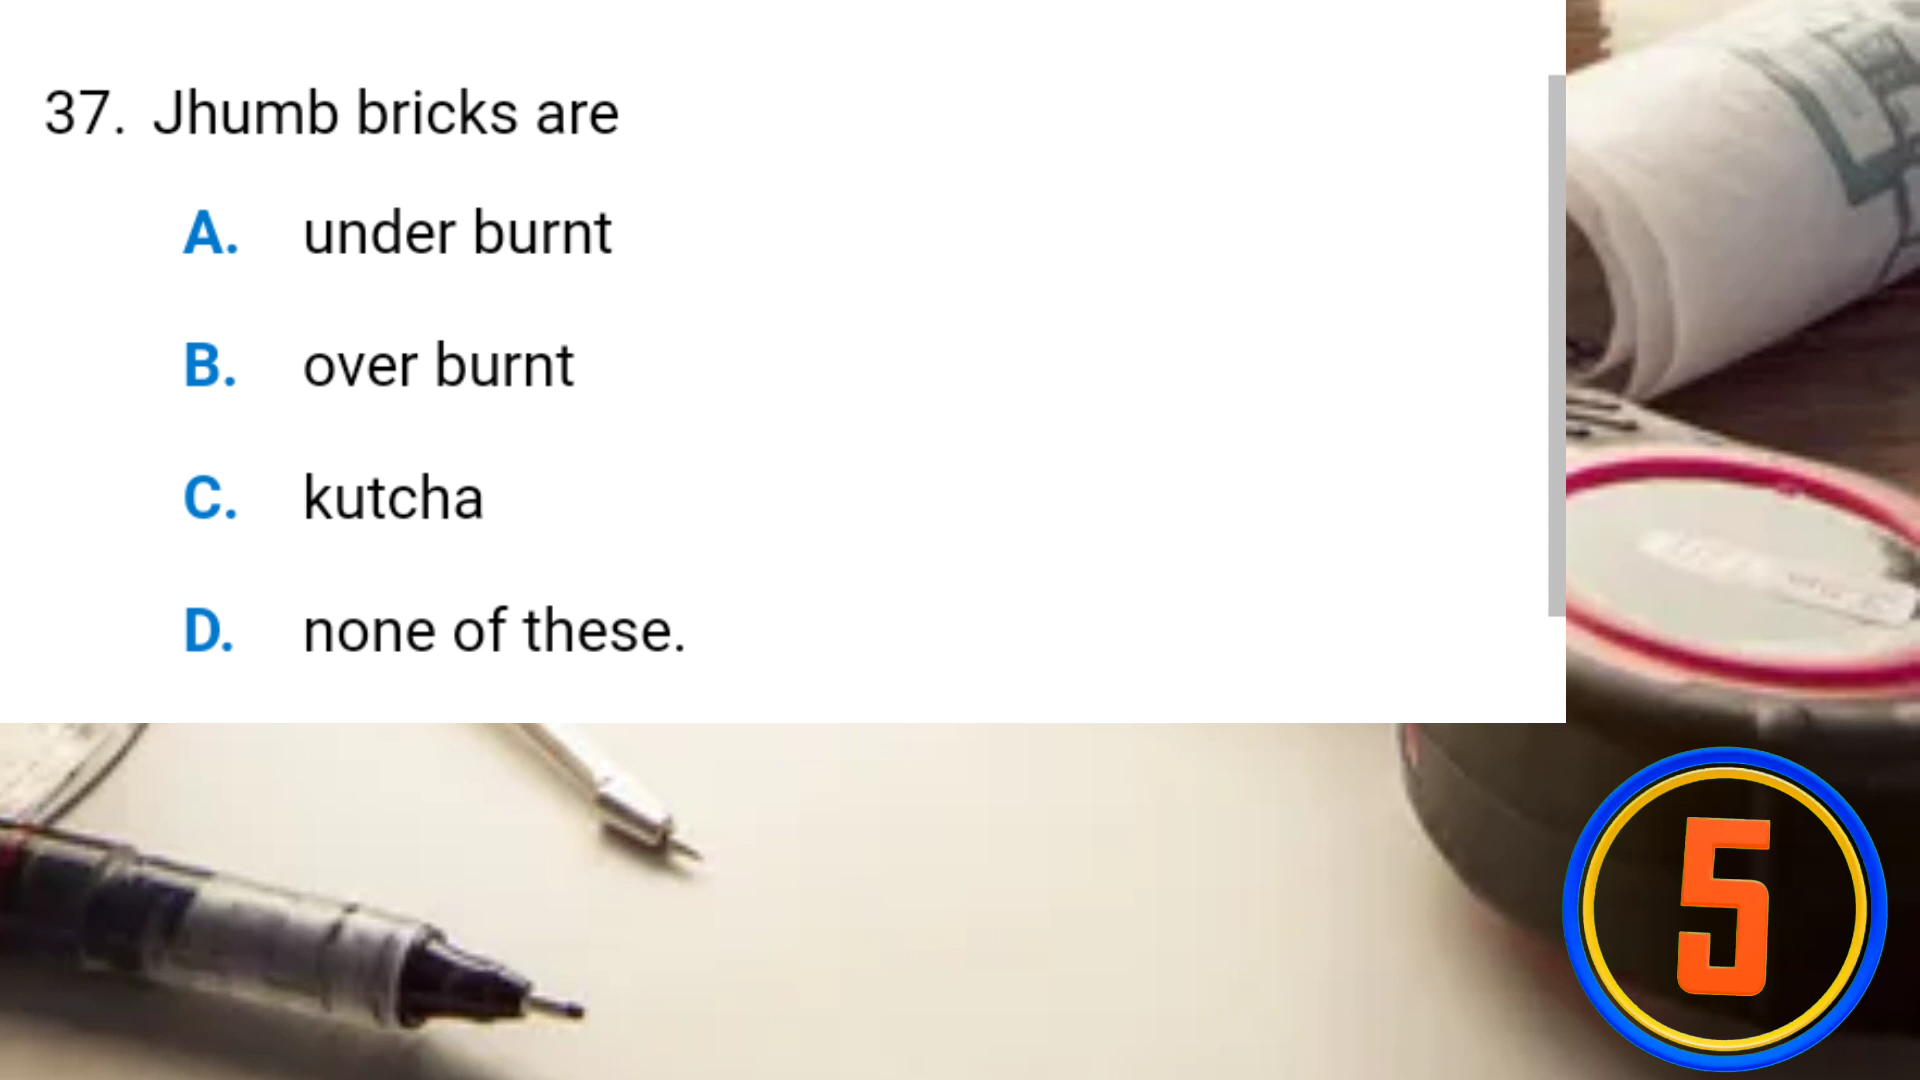 37. Jhumb bricks are
A. under burnt
B. over burnt
C. kutcha
D. none of these.
5